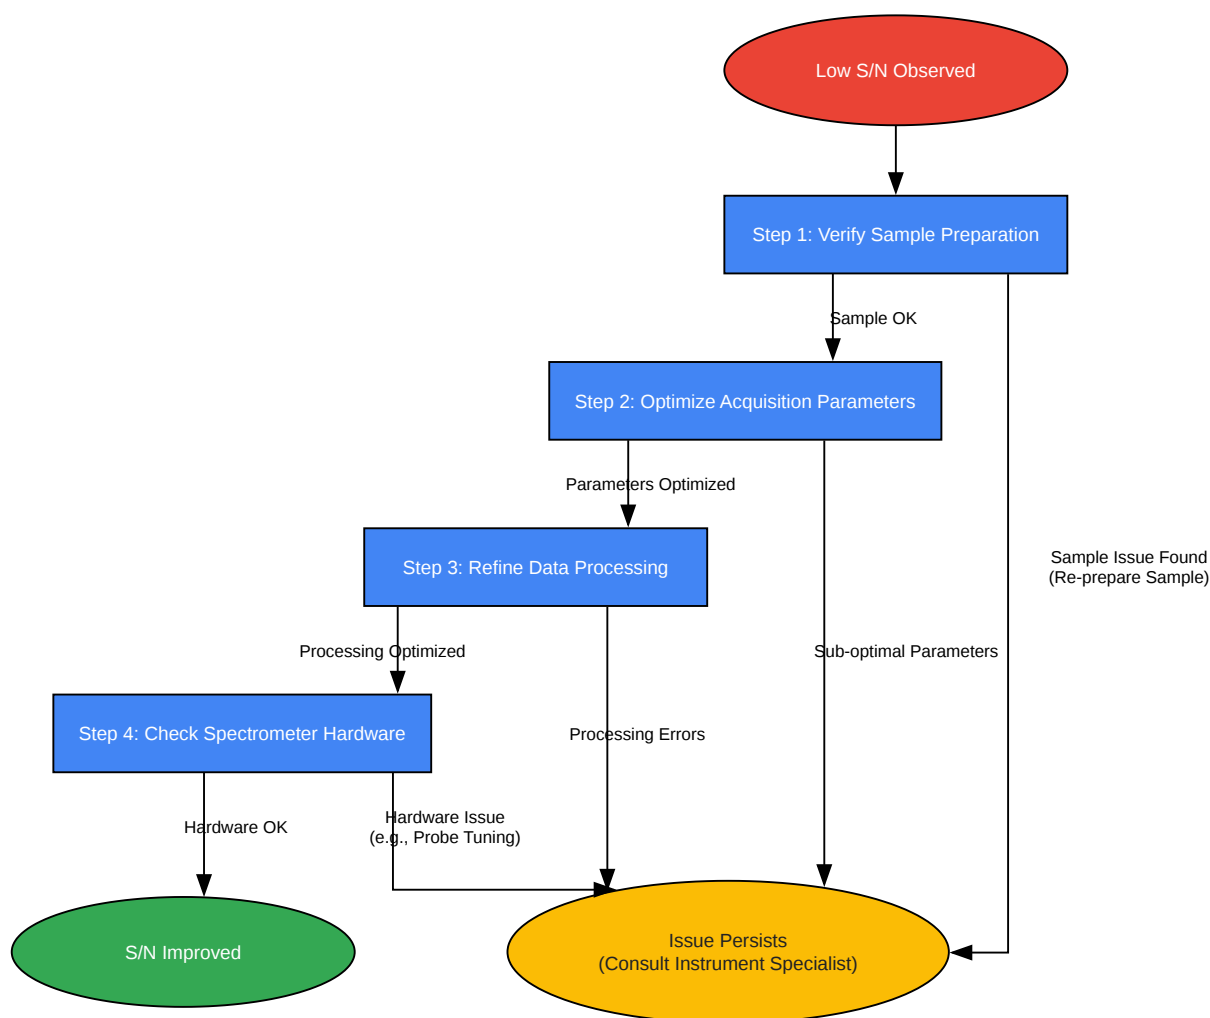 Low S/N Observed
Step 1: Verify Sample Preparation
Sample OK
Step 2: Optimize Acquisition Parameters
Parameters Optimized
Step 3: Refine Data Processing
Sample Issue Found
(Re-prepare Sample)
Processing Optimized
Sub-optimal Parameters
Step 4: Check Spectrometer Hardware
Processing Errors
Hardware OK
Hardware Issue
(e.g., Probe Tuning)
S/N Improved
Issue Persists
(Consult Instrument Specialist)